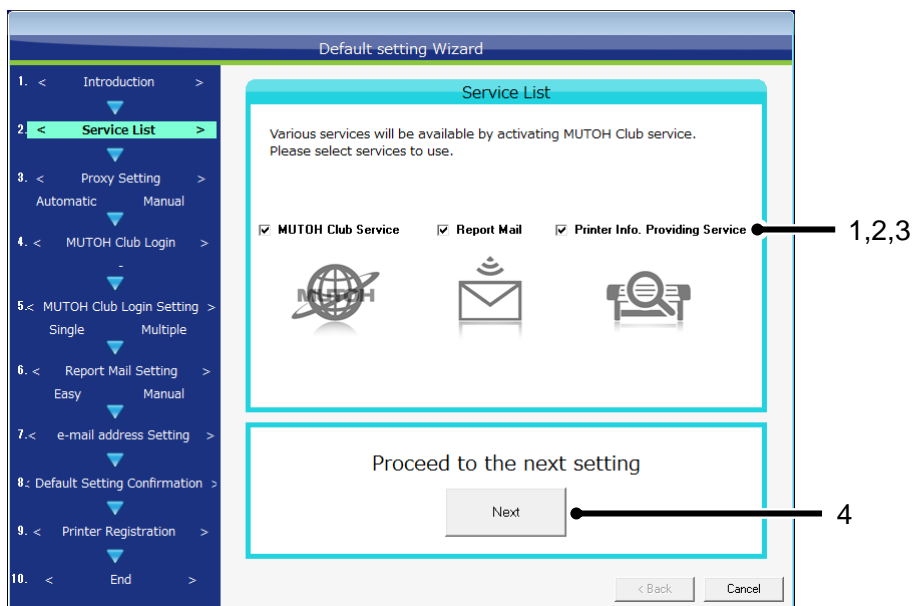 Default setting Wizard
1. < Introduction >
2. < Service List >
3. < Proxy Setting >
Automatic Manual
4. < MUTOH Club Login >
-
5.< MUTOH Club Login Setting >
Single Multiple
6. < Report Mail Setting >
Easy Manual
7.< e-mail address Setting >
8.< Default Setting Confirmation >
9. < Printer Registration >
10. < End >
Service List
Various services will be available by activating MUTOH Club service.
Please select services to use.
MUTOH Club Service Report Mail Printer Info. Providing Service
1,2,3
MUTOH
Proceed to the next setting
Next
4
< Back Cancel